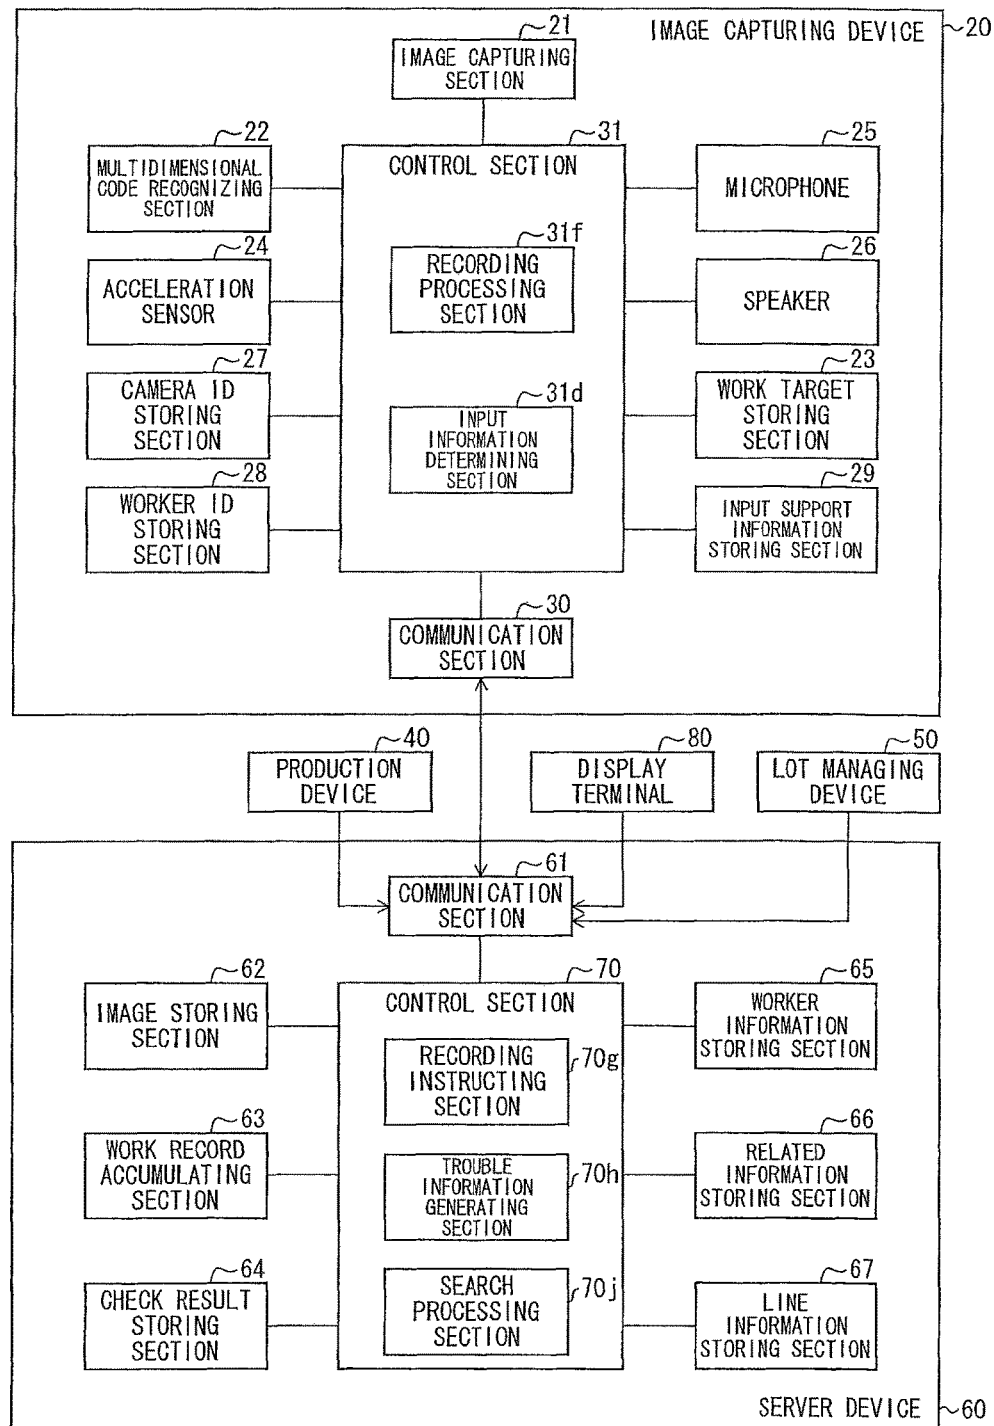 IMAGE CAPTURING DEVICE 20
21
IMAGE CAPTURING
SECTION
22
MULTIDIMENSIONAL
CODE RECOGNIZING
SECTION
31
CONTROL SECTION
25
MICROPHONE
24
ACCELERATION
SENSOR
31f
RECORDING
PROCESSING
SECTION
26
SPEAKER
27
CAMERA ID
STORING
SECTION
31d
INPUT
INFORMATION
DETERMINING
SECTION
23
WORK TARGET
STORING
SECTION
28
WORKER ID
STORING
SECTION
29
INPUT SUPPORT
INFORMATION
STORING SECTION
30
COMMUNICATION
SECTION
40
PRODUCTION
DEVICE
80
DISPLAY
TERMINAL
50
LOT MANAGING
DEVICE
61
COMMUNICATION
SECTION
62
IMAGE STORING
SECTION
70
CONTROL SECTION
65
WORKER
INFORMATION
STORING SECTION
RECORDING
INSTRUCTING
SECTION
70g
63
WORK RECORD
ACCUMULATING
SECTION
TROUBLE
INFORMATION
GENERATING
SECTION
70h
66
RELATED
INFORMATION
STORING SECTION
64
CHECK RESULT
STORING
SECTION
SEARCH
PROCESSING
SECTION
70j
67
LINE
INFORMATION
STORING SECTION
SERVER DEVICE 60